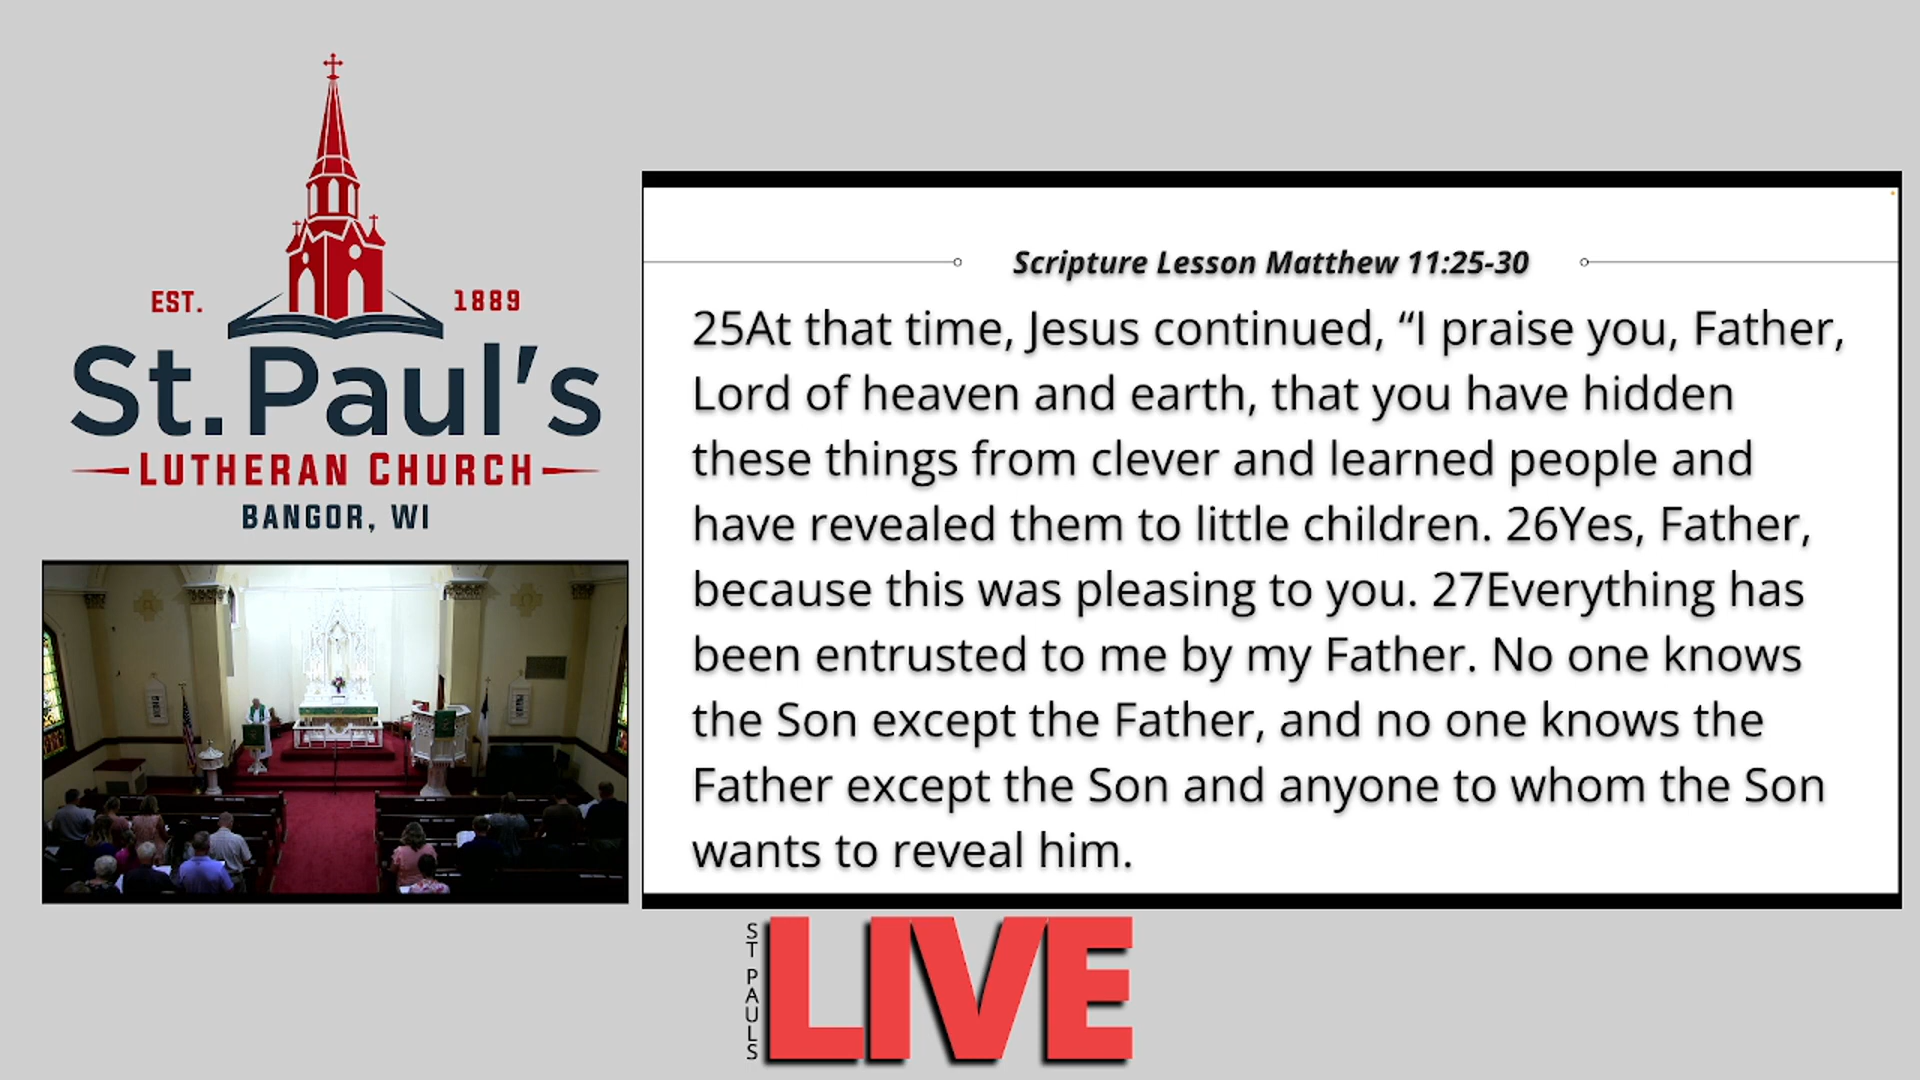 EST. 1889
St. Paul's
LUTHERAN CHURCH
BANGOR, WI
Scripture Lesson Matthew 11:25-30
25At that time, Jesus continued, “I praise you, Father,
Lord of heaven and earth, that you have hidden
these things from clever and learned people and
have revealed them to little children. 26Yes, Father,
because this was pleasing to you. 27Everything has
been entrusted to me by my Father. No one knows
the Son except the Father, and no one knows the
Father except the Son and anyone to whom the Son
wants to reveal him.
ST PAULS
LIVE